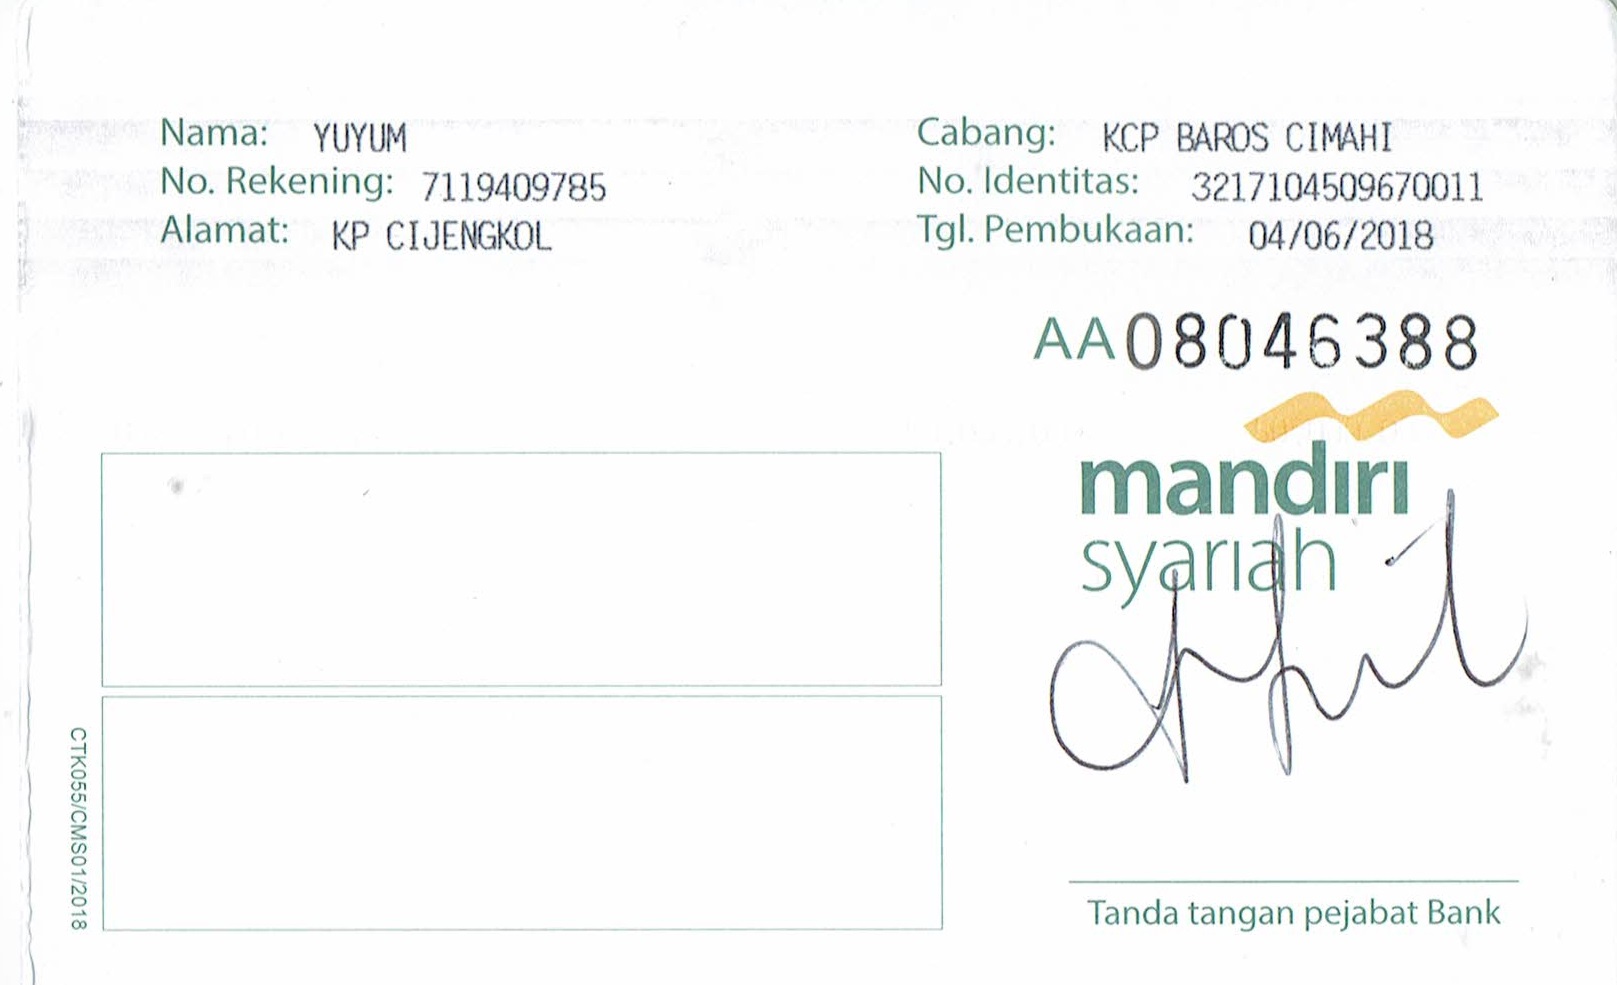 Nama: YUYUM
No. Rekening: 7119409785
Alamat: KP CIJENGKOL
Cabang: KCP BAROS CIMAHI
No. Identitas: 3217104509670011
Tgl. Pembukaan: 04/06/2018
AA08046388
mandiri
syariah
Tanda tangan pejabat Bank
CTK055/CMS01/2018